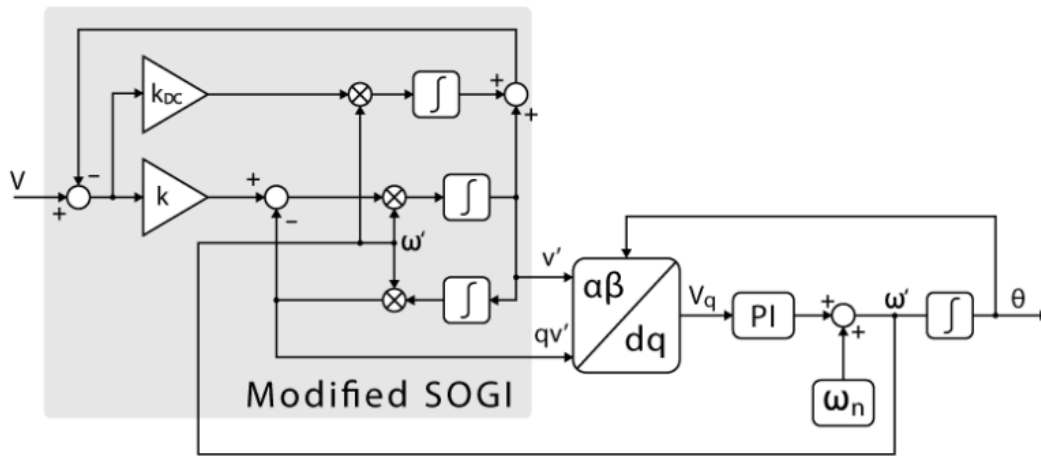 k_DC
∫
+
+
V
+
−
k
+
−
∫
ω'
∫
v'
qv'
αβ
dq
V_q
PI
+
+
ω'
∫
θ
ω_n
Modified SOGI